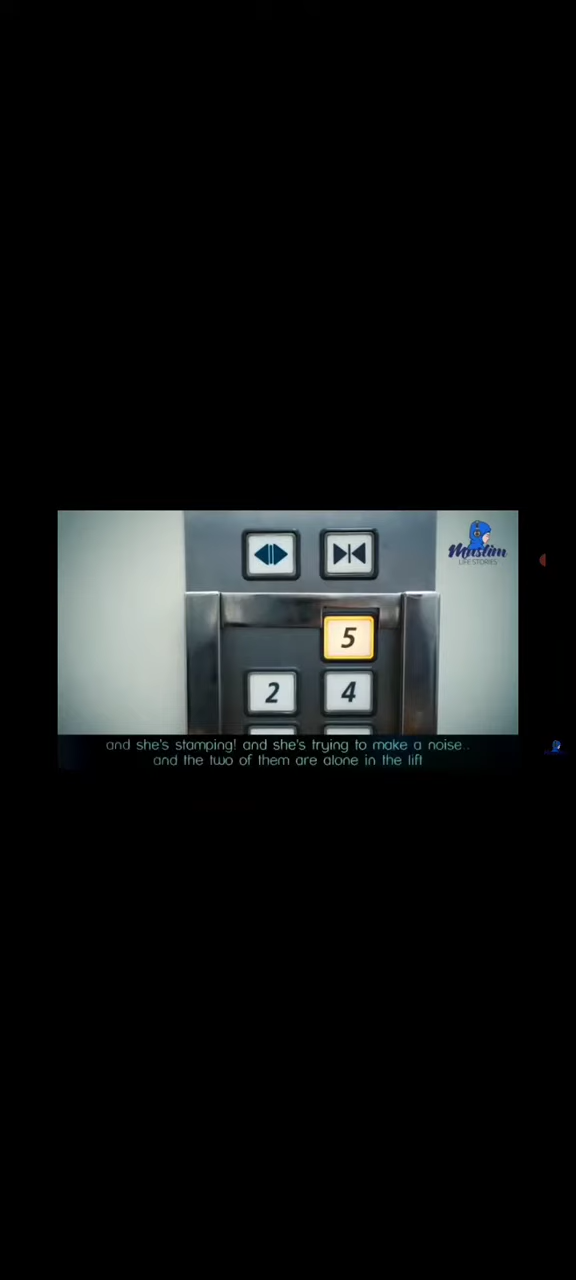 Muslim
LIFE STORIES
5
2 4
and she's stamping! and she's trying to make a noise..
and the two of them are alone in the lift